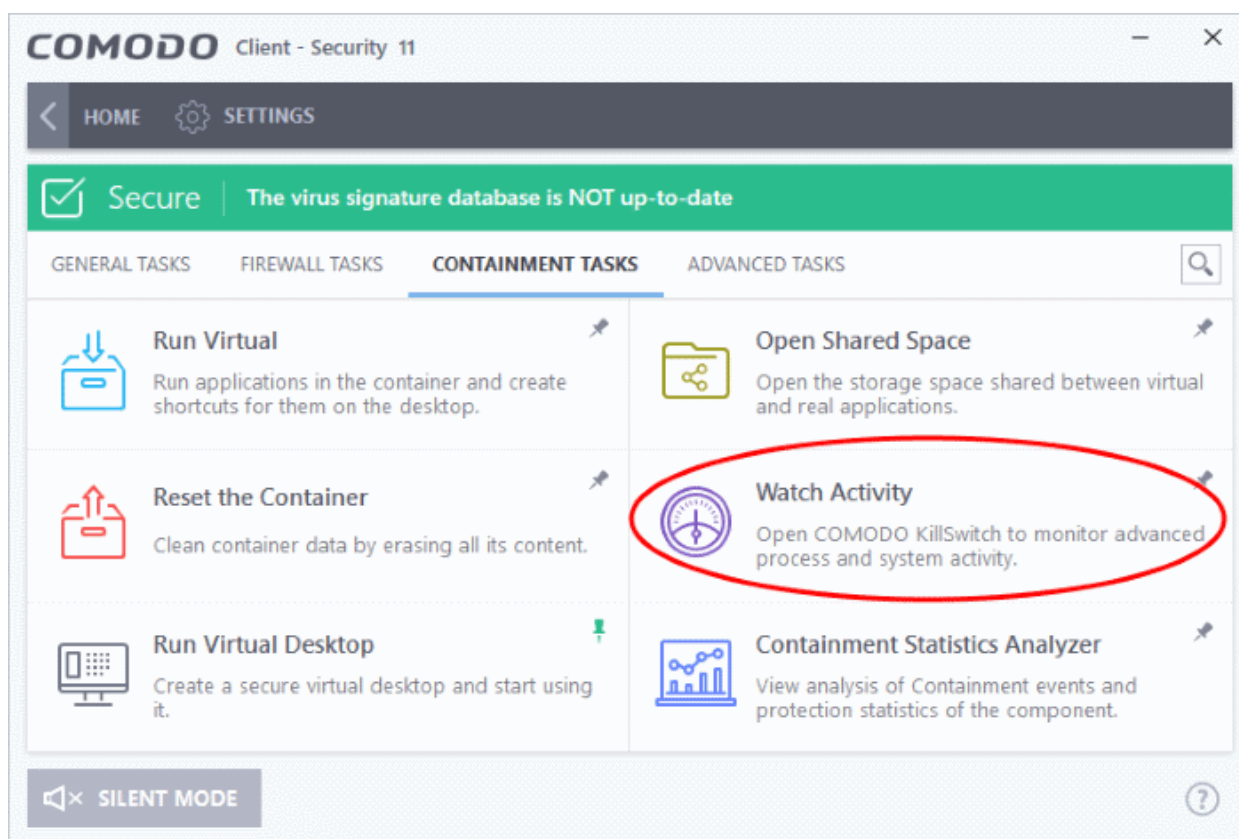 COMODO Client - Security 11
HOME SETTINGS
Secure The virus signature database is NOT up-to-date
GENERAL TASKS FIREWALL TASKS CONTAINMENT TASKS ADVANCED TASKS
Run Virtual
Run applications in the container and create
shortcuts for them on the desktop.
Open Shared Space
Open the storage space shared between virtual
and real applications.
Reset the Container
Clean container data by erasing all its content.
Watch Activity
Open COMODO KillSwitch to monitor advanced
process and system activity.
Run Virtual Desktop
Create a secure virtual desktop and start using
it.
Containment Statistics Analyzer
View analysis of Containment events and
protection statistics of the component.
SILENT MODE
?